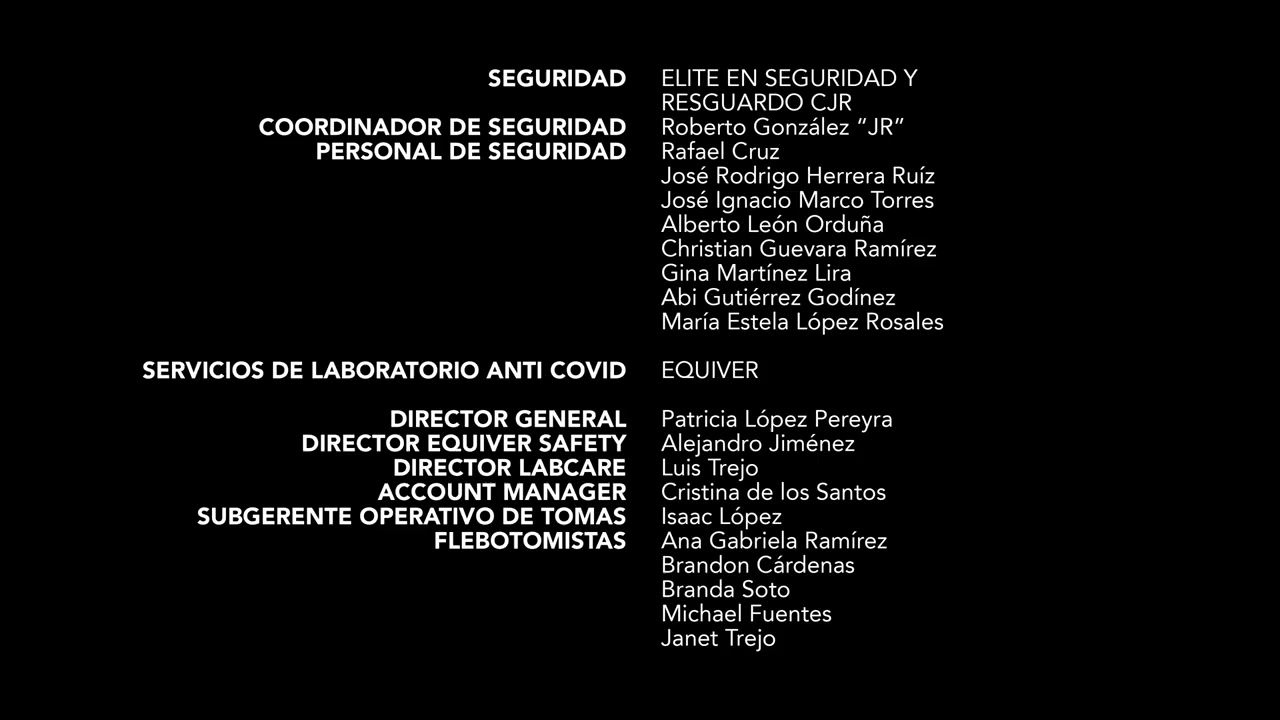 SEGURIDAD ELITE EN SEGURIDAD Y
RESGUARDO CJR
COORDINADOR DE SEGURIDAD Roberto González “JR”
PERSONAL DE SEGURIDAD Rafael Cruz
José Rodrigo Herrera Ruíz
José Ignacio Marco Torres
Alberto León Orduña
Christian Guevara Ramírez
Gina Martínez Lira
Abi Gutiérrez Godínez
María Estela López Rosales
SERVICIOS DE LABORATORIO ANTI COVID EQUIVER
DIRECTOR GENERAL Patricia López Pereyra
DIRECTOR EQUIVER SAFETY Alejandro Jiménez
DIRECTOR LABCARE Luis Trejo
ACCOUNT MANAGER Cristina de los Santos
SUBGERENTE OPERATIVO DE TOMAS Isaac López
FLEBOTOMISTAS Ana Gabriela Ramírez
Brandon Cárdenas
Branda Soto
Michael Fuentes
Janet Trejo